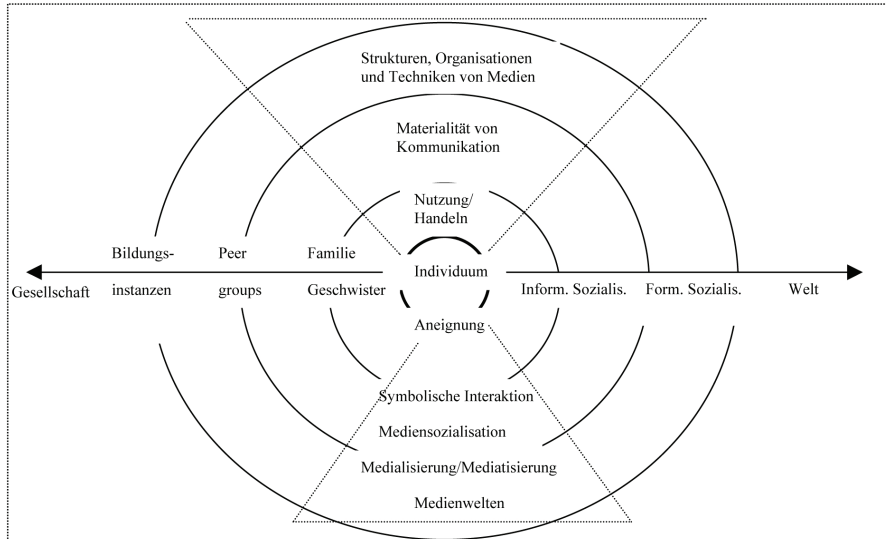 Strukturen, Organisationen
und Techniken von Medien
Materialität von
Kommunikation
Nutzung/
Handeln
Bildungs-
Peer
Familie
Individuum
Gesellschaft
instanzen
groups
Geschwister
Inform. Sozialis.
Form. Sozialis.
Welt
Aneignung
Symbolische Interaktion
Mediensozialisation
Medialisierung/Mediatisierung
Medienwelten